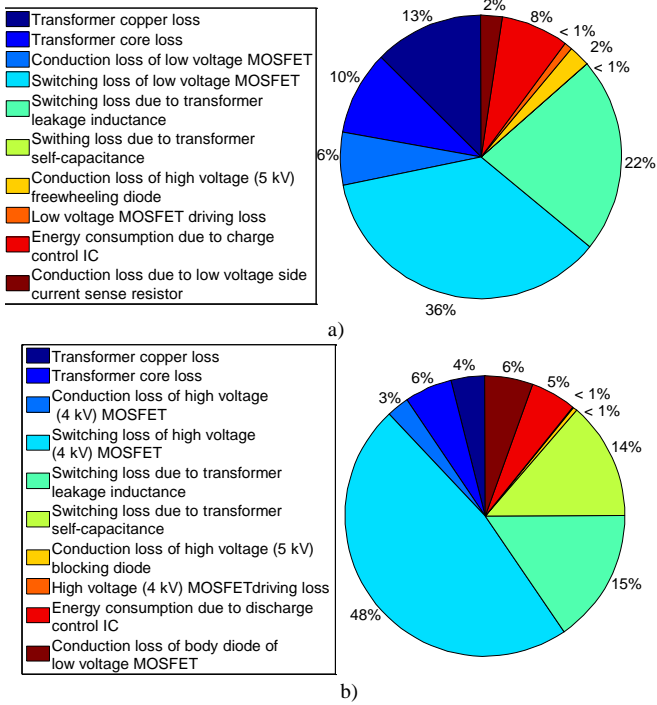 Transformer copper loss
Transformer core loss
Conduction loss of low voltage MOSFET
Switching loss of low voltage MOSFET
Switching loss due to transformer
leakage inductance
Swithing loss due to transformer
self-capacitance
Conduction loss of high voltage (5 kV)
freewheeling diode
Low voltage MOSFET driving loss
Energy consumption due to charge
control IC
Conduction loss due to low voltage side
current sense resistor
13%
2%
8%
< 1%
2%
< 1%
10%
6%
22%
36%
a)
Transformer copper loss
Transformer core loss
Conduction loss of high voltage
(4 kV) MOSFET
Switching loss of high voltage
(4 kV) MOSFET
Switching loss due to transformer
leakage inductance
Switching loss due to transformer
self-capacitance
Conduction loss of high voltage (5 kV)
blocking diode
High voltage (4 kV) MOSFETdriving loss
Energy consumption due to discharge
control IC
Conduction loss of body diode of
low voltage MOSFET
4%
6%
6%
5%
< 1%
< 1%
3%
14%
15%
48%
b)